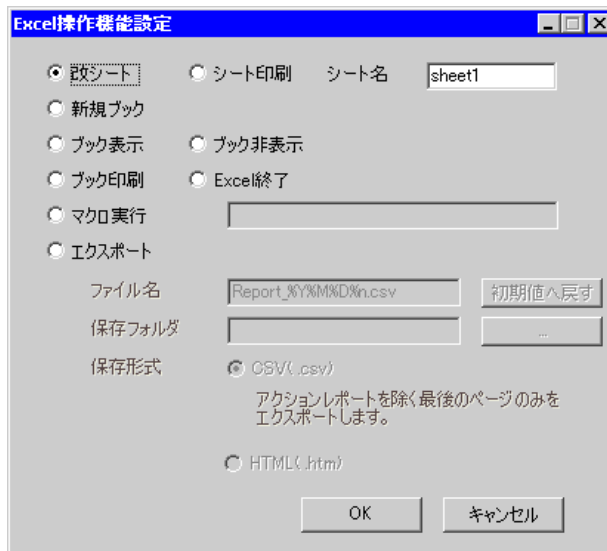 Excel操作機能設定
改シート シート印刷 シート名 sheet1
新規ブック
ブック表示 ブック非表示
ブック印刷 Excel終了
マクロ実行
エクスポート
ファイル名 Report_%Y%M%D%n.csv 初期値へ戻す
保存フォルダ ...
保存形式 CSV(.csv)
アクションレポートを除く最後のページのみを
エクスポートします。
HTML(.htm)
OK キャンセル